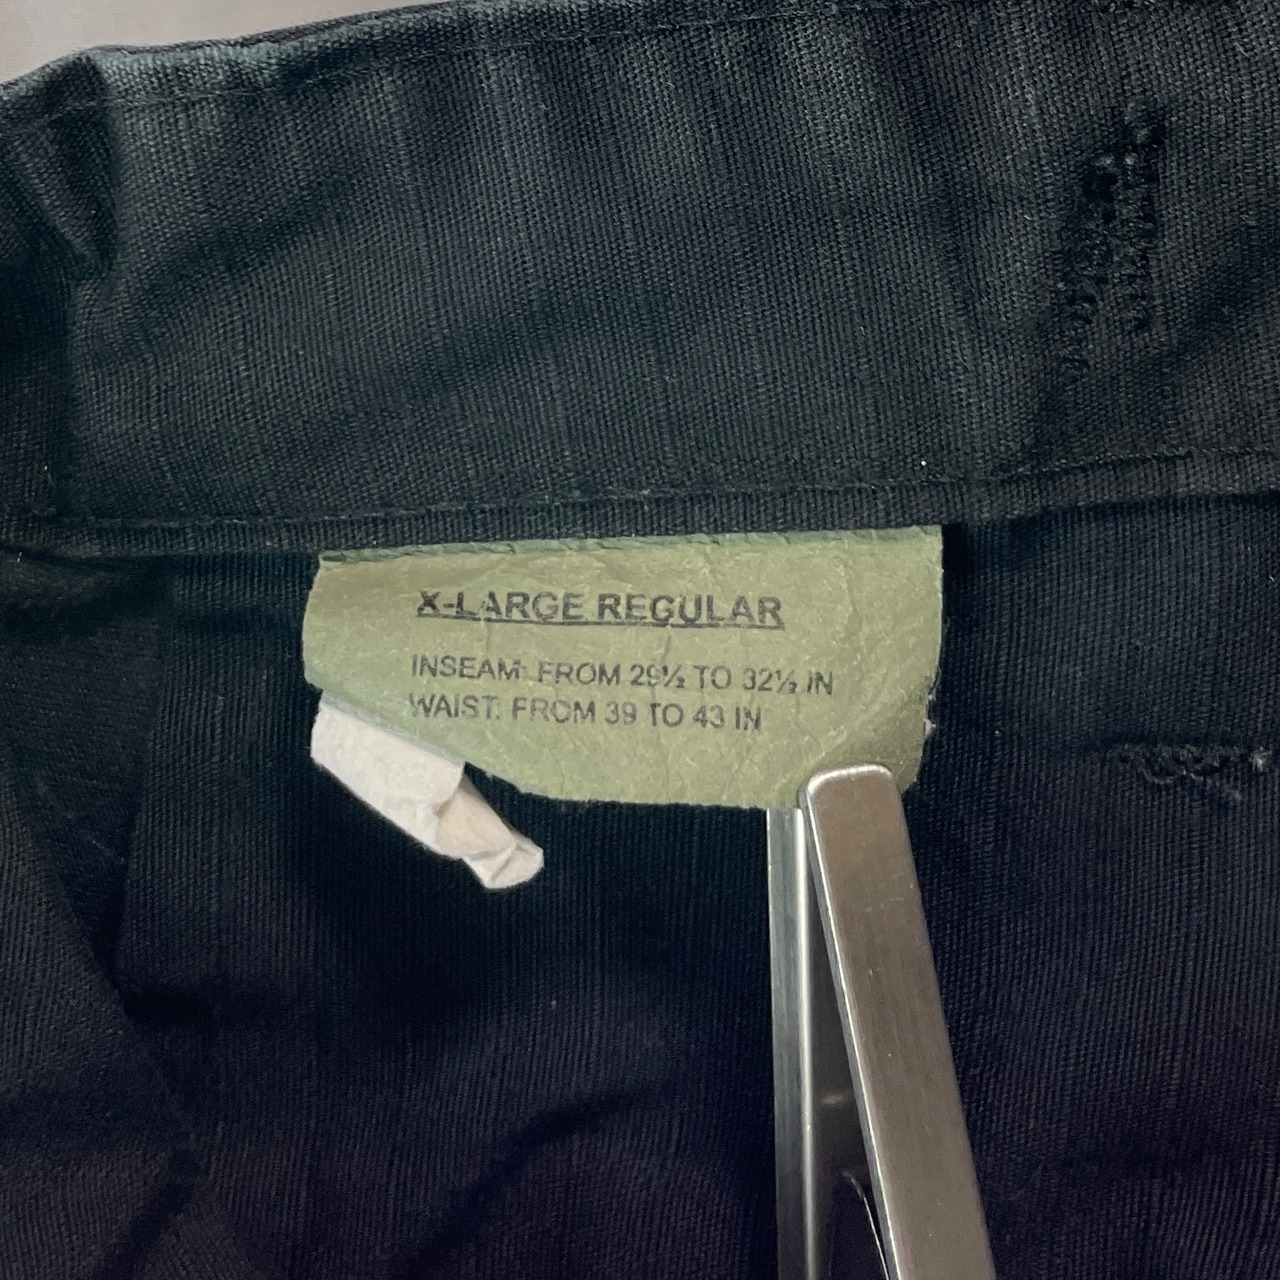 X-LARGE REGULAR
INSEAM: FROM 29½ TO 32½ IN
WAIST: FROM 39 TO 43 IN